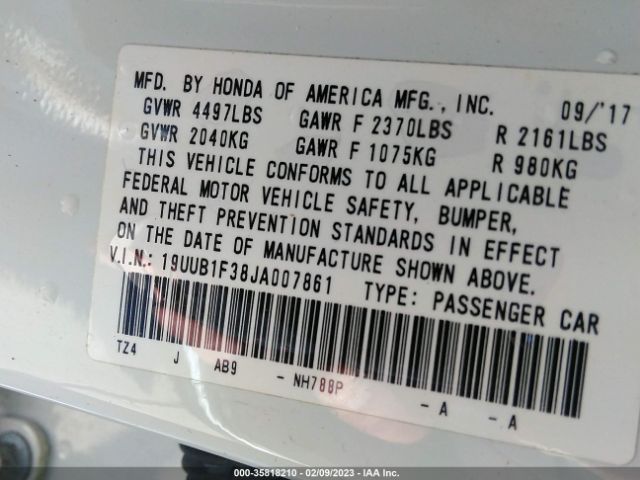 MFD. BY HONDA OF AMERICA MFG., INC. 09/'17
GVWR 4497LBS GAWR F 2370LBS R 2161LBS
GVWR 2040KG GAWR F 1075KG R 980KG
THIS VEHICLE CONFORMS TO ALL APPLICABLE
FEDERAL MOTOR VEHICLE SAFETY, BUMPER,
AND THEFT PREVENTION STANDARDS IN EFFECT
ON THE DATE OF MANUFACTURE SHOWN ABOVE.
V.I.N.: 19UUB1F38JA007861 TYPE: PASSENGER CAR
TZ4 J AB9 - NH788P - A - A
000-35818210 - 02/09/2023 - IAA Inc.